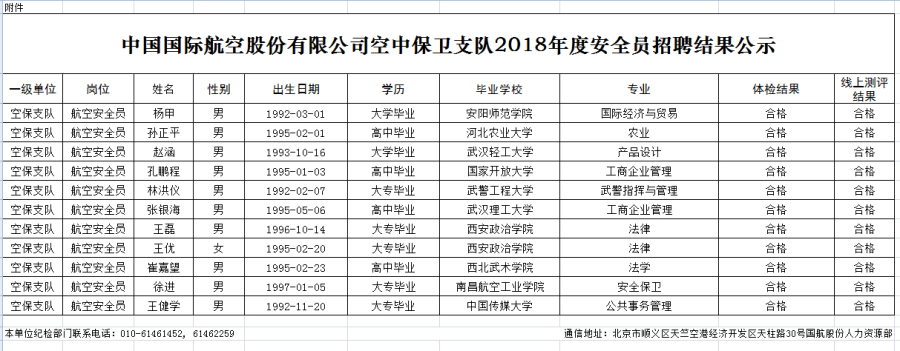 附件
中国国际航空股份有限公司空中保卫支队2018年度安全员招聘结果公示
一级单位 岗位 姓名 性别 出生日期 学历 毕业学校 专业 体检结果 线上测评结果
空保支队 航空安全员 杨甲 男 1992-03-01 大学毕业 安阳师范学院 国际经济与贸易 合格 合格
空保支队 航空安全员 孙正平 男 1995-02-01 高中毕业 河北农业大学 农业 合格 合格
空保支队 航空安全员 赵涵 男 1993-10-16 大学毕业 武汉轻工大学 产品设计 合格 合格
空保支队 航空安全员 孔鹏程 男 1995-01-03 高中毕业 国家开放大学 工商企业管理 合格 合格
空保支队 航空安全员 林洪仪 男 1992-02-07 大专毕业 武警工程大学 武警指挥与管理 合格 合格
空保支队 航空安全员 张银海 男 1995-05-06 高中毕业 武汉理工大学 工商企业管理 合格 合格
空保支队 航空安全员 王磊 男 1996-10-14 大专毕业 西安政治学院 法律 合格 合格
空保支队 航空安全员 王优 女 1995-02-20 大专毕业 西安政治学院 法律 合格 合格
空保支队 航空安全员 崔嘉望 男 1995-02-23 高中毕业 西北武术学院 法学 合格 合格
空保支队 航空安全员 徐进 男 1997-01-05 大专毕业 南昌航空工业学院 安全保卫 合格 合格
空保支队 航空安全员 王健学 男 1992-11-20 大专毕业 中国传媒大学 公共事务管理 合格 合格
本单位纪检部门联系电话：010-61461452, 61462259 通信地址：北京市顺义区天竺空港经济开发区天柱路30号国航股份人力资源部